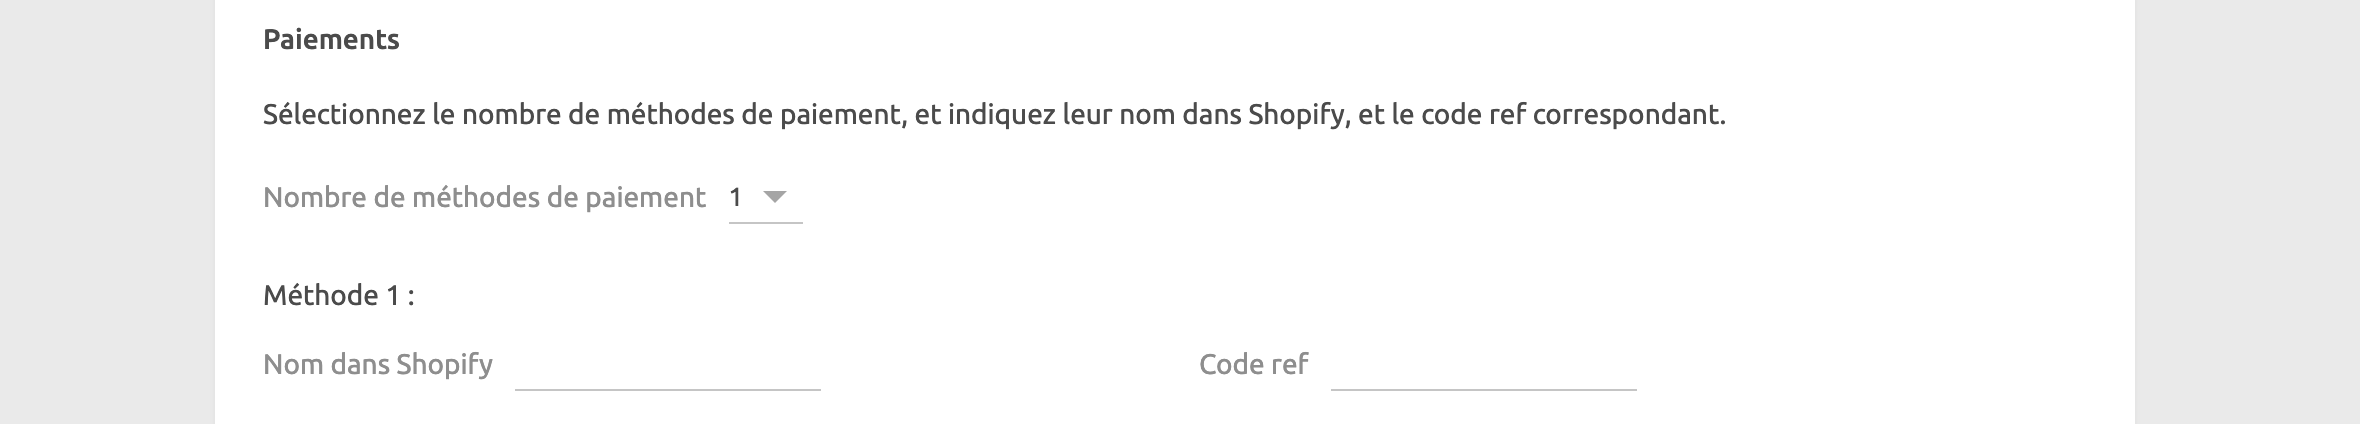 Paiements
Sélectionnez le nombre de méthodes de paiement, et indiquez leur nom dans Shopify, et le code ref correspondant.
Nombre de méthodes de paiement 1
Méthode 1 :
Nom dans Shopify Code ref